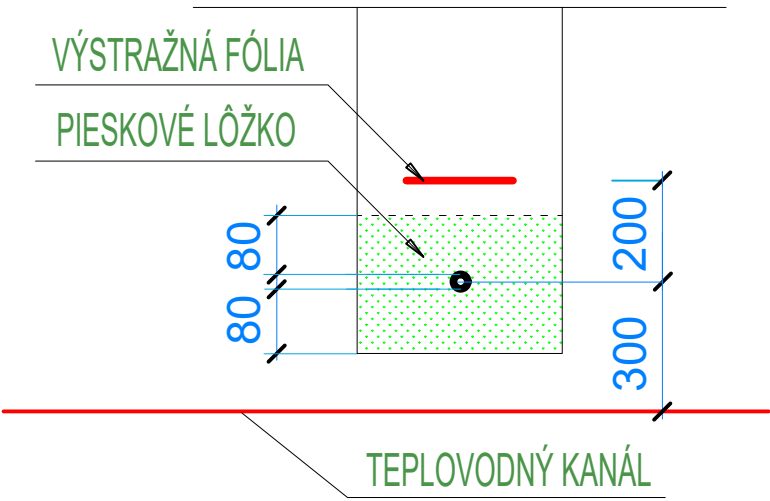 VÝSTRAŽNÁ FÓLIA
PIESKOVÉ LÔŽKO
80
80
200
300
TEPLOVODNÝ KANÁL